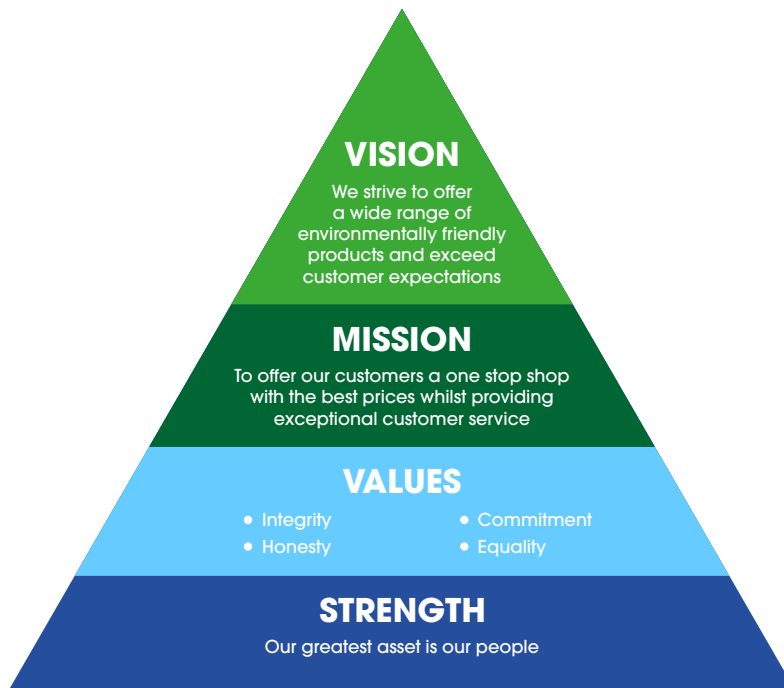 VISION
We strive to offer
a wide range of
environmentally friendly
products and exceed
customer expectations
MISSION
To offer our customers a one stop shop
with the best prices whilst providing
exceptional customer service
VALUES
• Integrity
• Honesty
• Commitment
• Equality
STRENGTH
Our greatest asset is our people